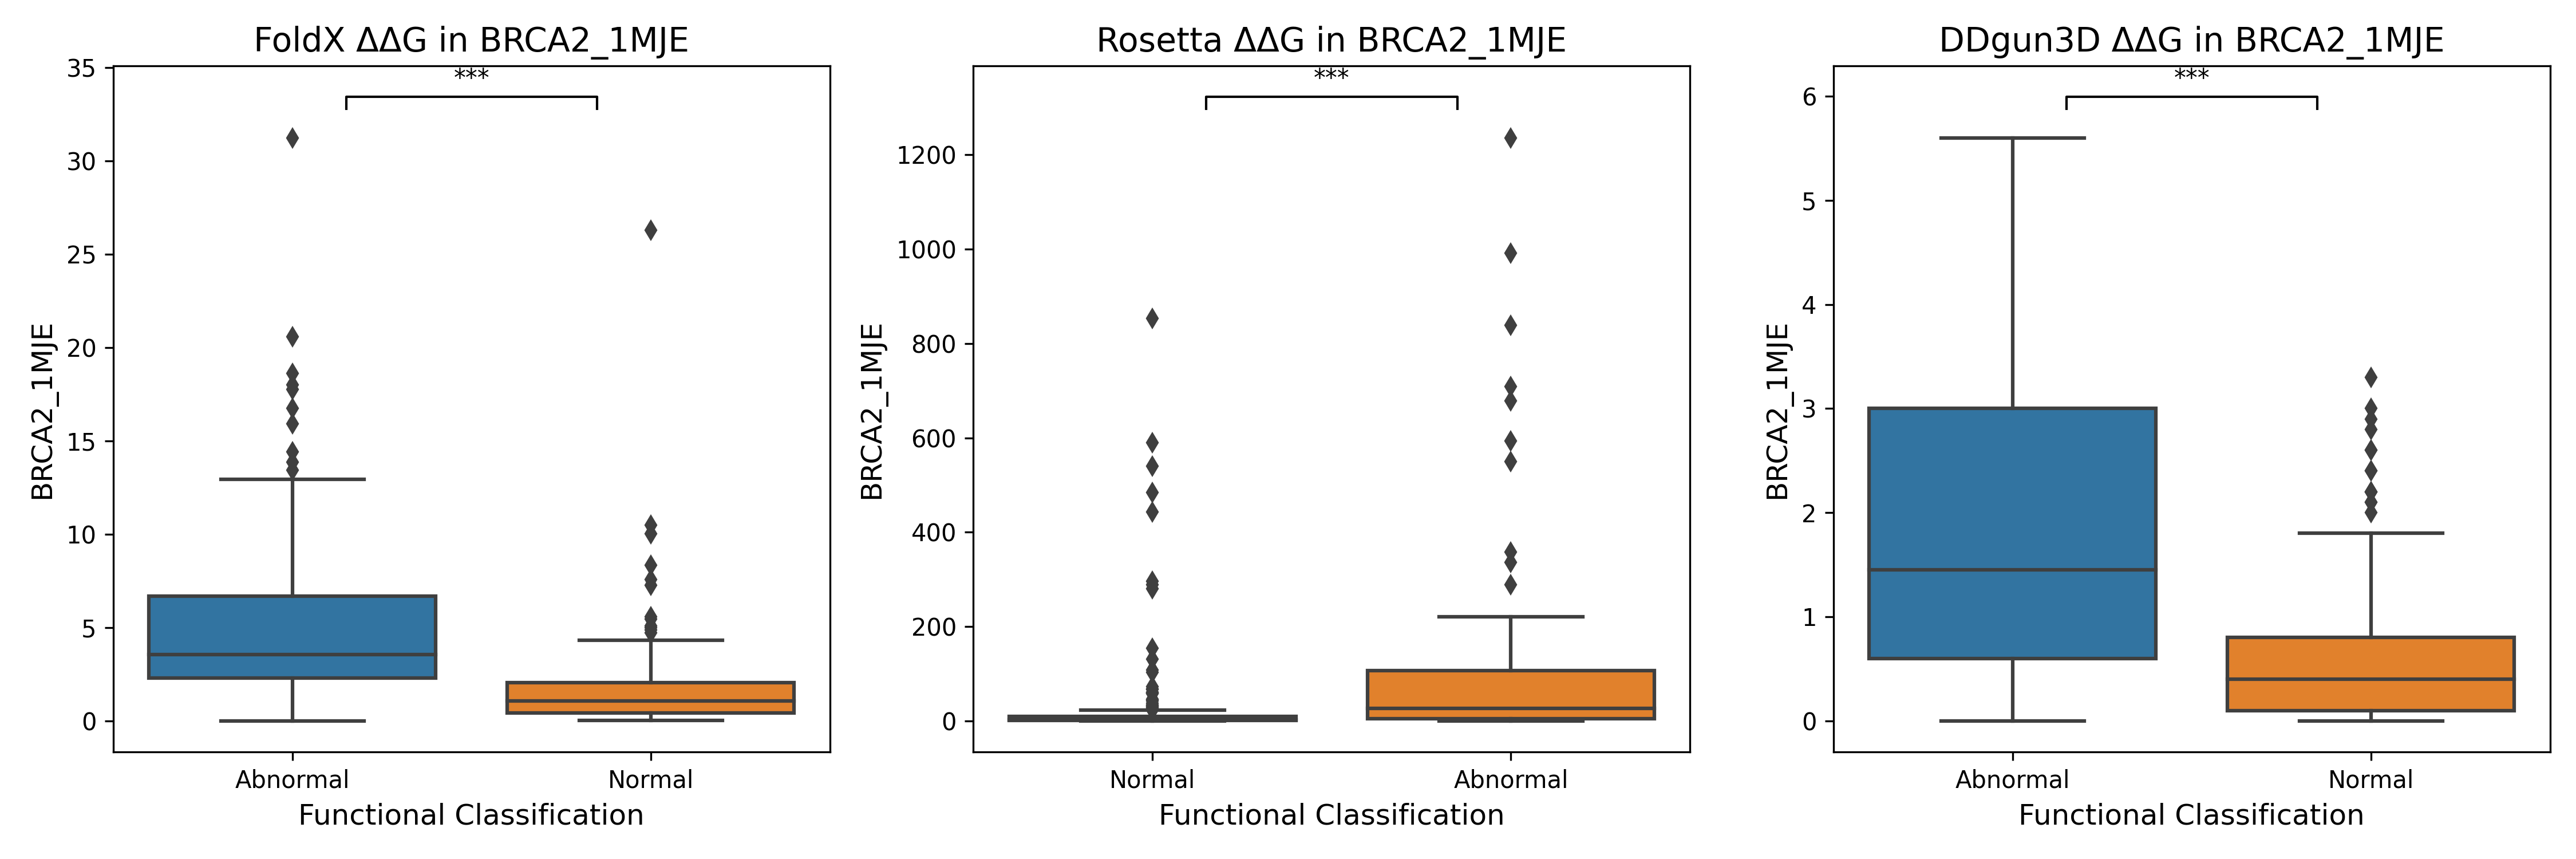 FoldX ΔΔG in BRCA2_1MJE
***
35
30
25
20
15
10
5
0
BRCA2_1MJE
Abnormal Normal
Functional Classification
Rosetta ΔΔG in BRCA2_1MJE
***
1200
1000
800
600
400
200
0
BRCA2_1MJE
Normal Abnormal
Functional Classification
DDgun3D ΔΔG in BRCA2_1MJE
***
6
5
4
3
2
1
0
BRCA2_1MJE
Abnormal Normal
Functional Classification